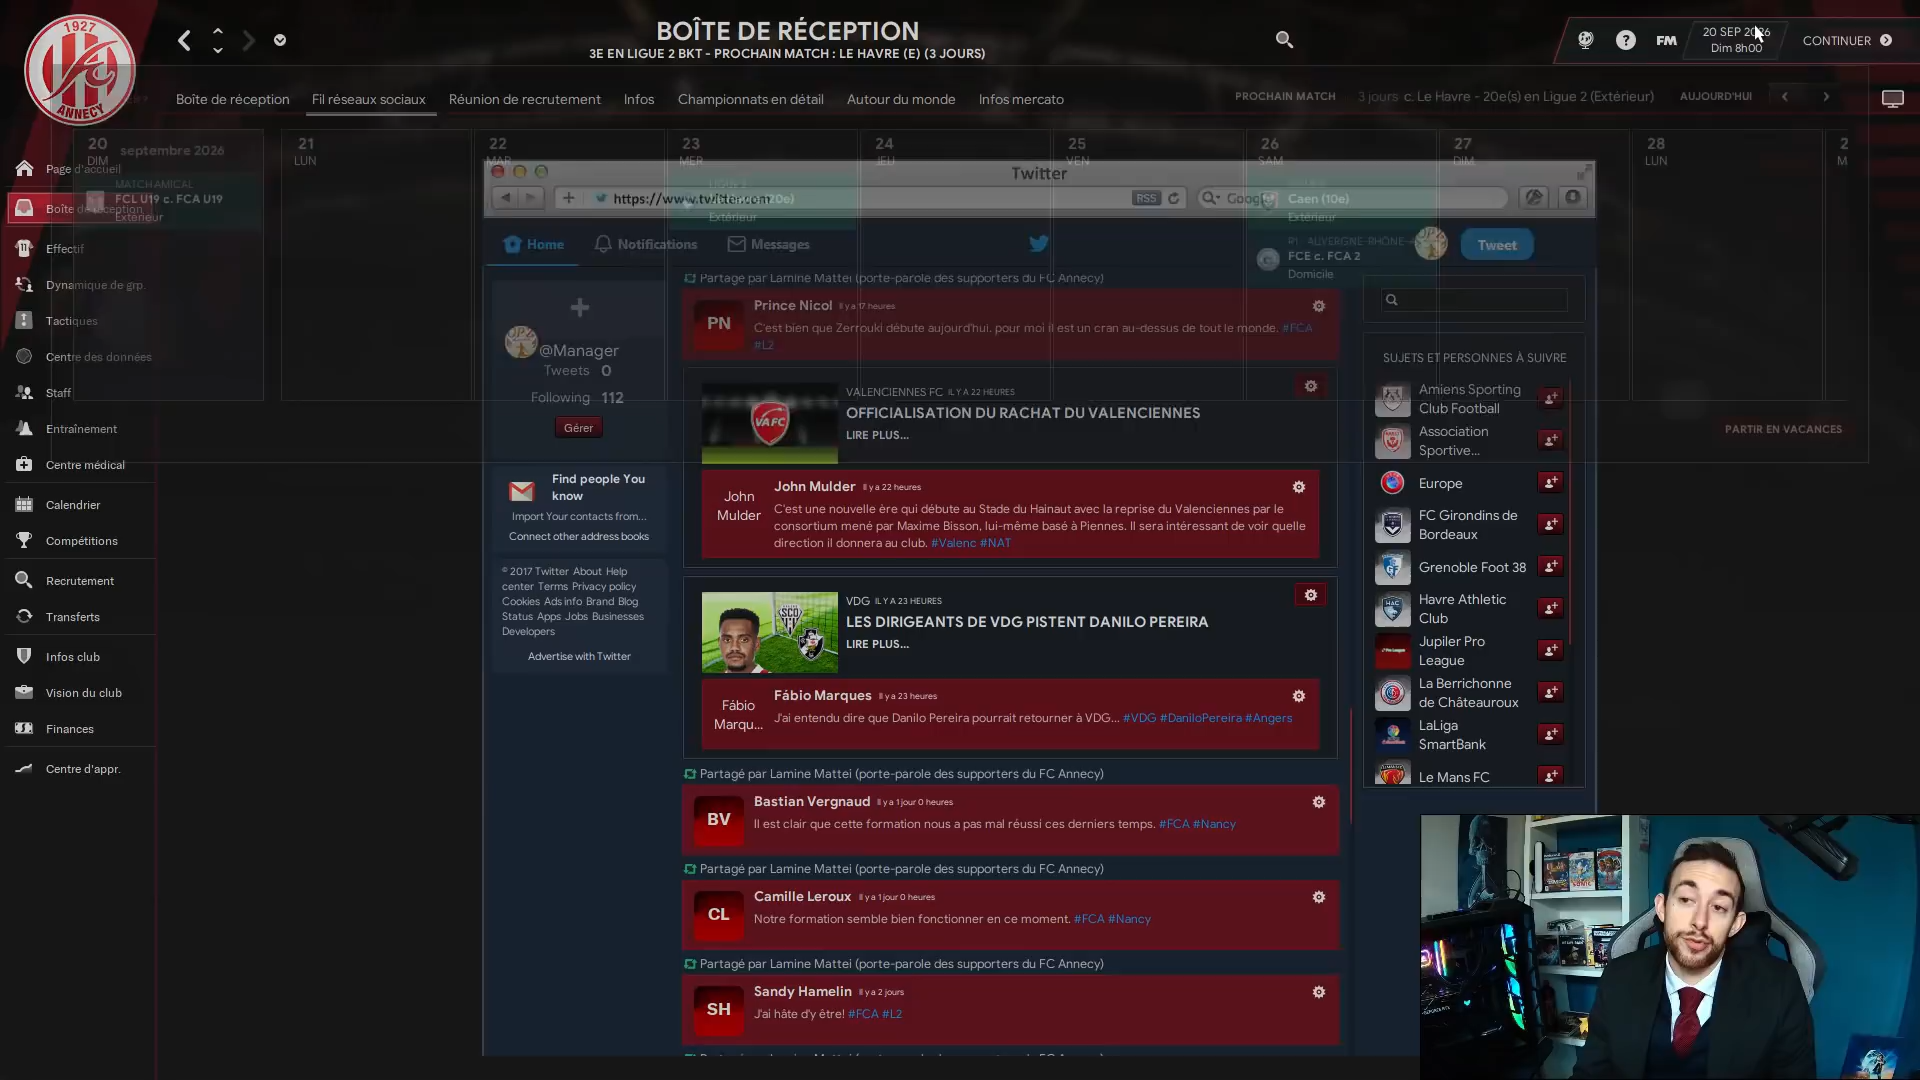 1927
ANNECY
BOÎTE DE RÉCEPTION
3E EN LIGUE 2 BKT - PROCHAIN MATCH : LE HAVRE (E) (3 JOURS)
FM
20 SEP 2026
Dim 8h00
CONTINUER
Boîte de réception
Fil réseaux sociaux
Réunion de recrutement
Infos
Championnats en détail
Autour du monde
Infos mercato
PROCHAIN MATCH
3 jours c. Le Havre - 20e(s) en Ligue 2 (Extérieur)
AUJOURD'HUI
20
DIM
septembre 2026
21
LUN
22
MAR
23
MER
24
JEU
25
VEN
26
SAM
27
DIM
28
LUN
2
M
MATCH AMICAL
FCL U19 c. FCA U19
Extérieur
(20e)
Extérieur
Caen (10e)
Extérieur
FCE c. FCA 2
Domicile
PARTIR EN VACANCES
Page d'accueil
Boîte de réception
Effectif
Dynamique de grp.
Tactiques
Centre des données
Staff
Entraînement
Centre médical
Calendrier
Compétitions
Recrutement
Transferts
Infos club
Vision du club
Finances
Centre d'appr.
Twitter
https://www.twitter.com
RSS
Google
Home
Notifications
Messages
Tweet
@Manager
Tweets 0
Following 112
Gérer
Find people You
know
Import Your contacts from...
Connect other address books
© 2017 Twitter About Help
center Terms Privacy policy
Cookies Ads info Brand Blog
Status Apps Jobs Businesses
Developers
Advertise with Twitter
Partagé par Lamine Mattei (porte-parole des supporters du FC Annecy)
PN
Prince Nicol Il y a 17 heures
C'est bien que Zerrouki débute aujourd'hui. pour moi il est un cran au-dessus de tout le monde. #FCA
#L2
VAFC
VALENCIENNES FC IL Y A 22 HEURES
OFFICIALISATION DU RACHAT DU VALENCIENNES
LIRE PLUS...
John
Mulder
John Mulder Il y a 22 heures
C'est une nouvelle ère qui débute au Stade du Hainaut avec la reprise du Valenciennes par le
consortium mené par Maxime Bisson, lui-même basé à Piennes. Il sera intéressant de voir quelle
direction il donnera au club. #Valenc #NAT
SCO
VDG IL Y A 23 HEURES
LES DIRIGEANTS DE VDG PISTENT DANILO PEREIRA
LIRE PLUS...
Fábio
Marqu...
Fábio Marques Il y a 23 heures
J'ai entendu dire que Danilo Pereira pourrait retourner à VDG... #VDG #DaniloPereira #Angers
Partagé par Lamine Mattei (porte-parole des supporters du FC Annecy)
BV
Bastian Vergnaud Il y a 1 jour 0 heures
Il est clair que cette formation nous a pas mal réussi ces derniers temps. #FCA #Nancy
Partagé par Lamine Mattei (porte-parole des supporters du FC Annecy)
CL
Camille Leroux Il y a 1 jour 0 heures
Notre formation semble bien fonctionner en ce moment. #FCA #Nancy
Partagé par Lamine Mattei (porte-parole des supporters du FC Annecy)
SH
Sandy Hamelin Il y a 2 jours
J'ai hâte d'y être! #FCA #L2
SUJETS ET PERSONNES À SUIVRE
Amiens Sporting
Club Football
Association
Sportive...
Europe
FC Girondins de
Bordeaux
Grenoble Foot 38
Havre Athletic
Club
Jupiler Pro
League
La Berrichonne
de Châteauroux
LaLiga
SmartBank
Le Mans FC